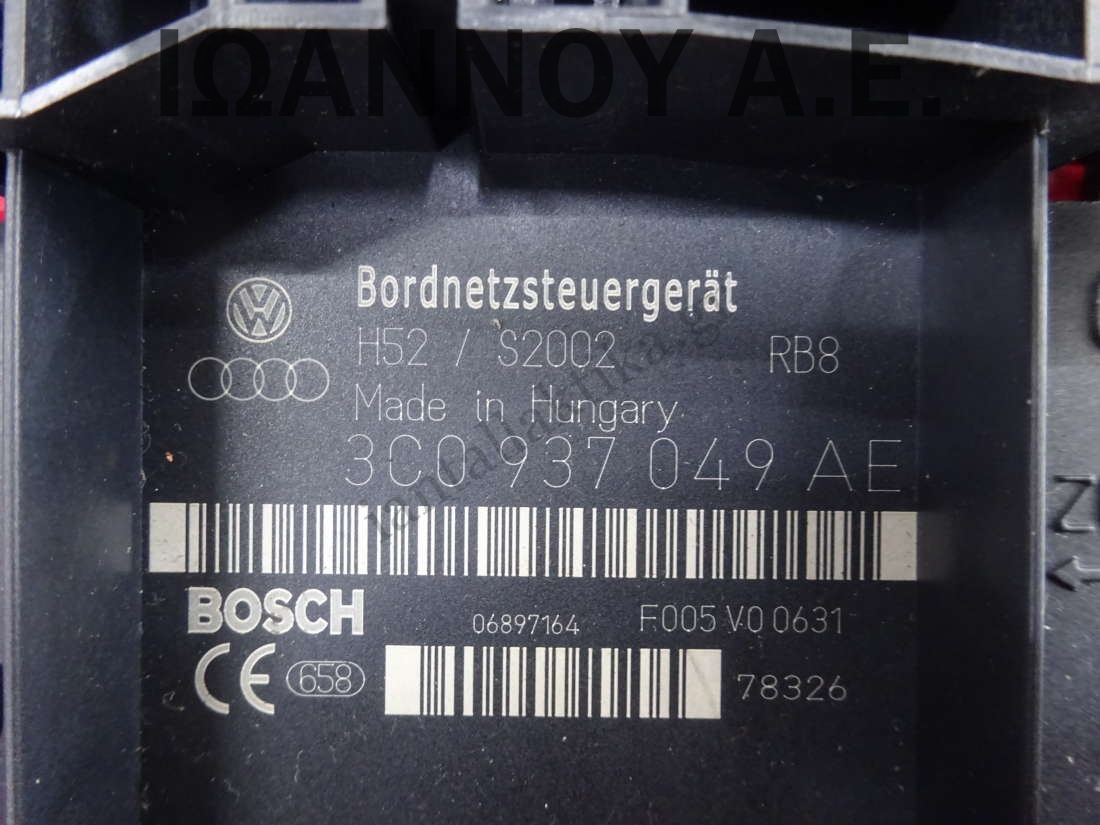 ΙΩΑΝΝΟΥ Α.Ε.
Bordnetzsteuergerät
H52 / S2002 RB8
Made in Hungary
3C0 937 049 AE
BOSCH 06897164 F005 V0 0631
CE 658 78326